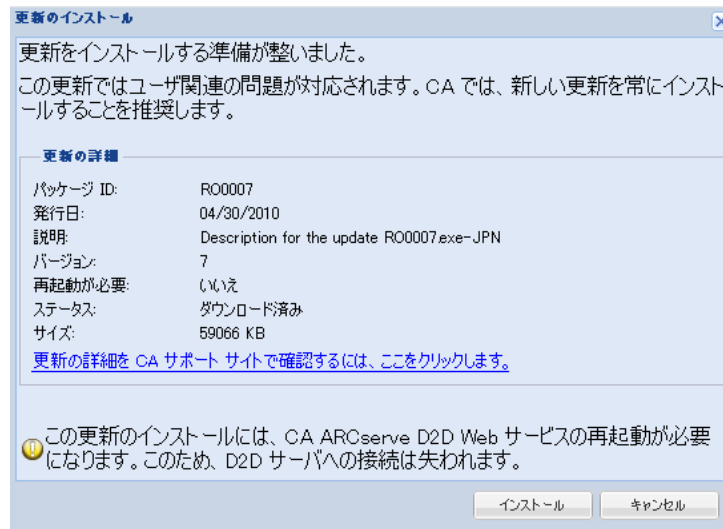 更新のインストール
更新をインストールする準備が整いました。
この更新ではユーザ関連の問題が対応されます。CA では、新しい更新を常にインスト
ールすることを推奨します。
更新の詳細
パッケージ ID: RO0007
発行日: 04/30/2010
説明: Description for the update RO0007.exe-JPN
バージョン: 7
再起動が必要: いいえ
ステータス: ダウンロード済み
サイズ: 59066 KB
更新の詳細を CA サポート サイトで確認するには、ここをクリックします。
この更新のインストールには、CA ARCserve D2D Web サービスの再起動が必要
になります。このため、D2D サーバへの接続は失われます。
インストール キャンセル